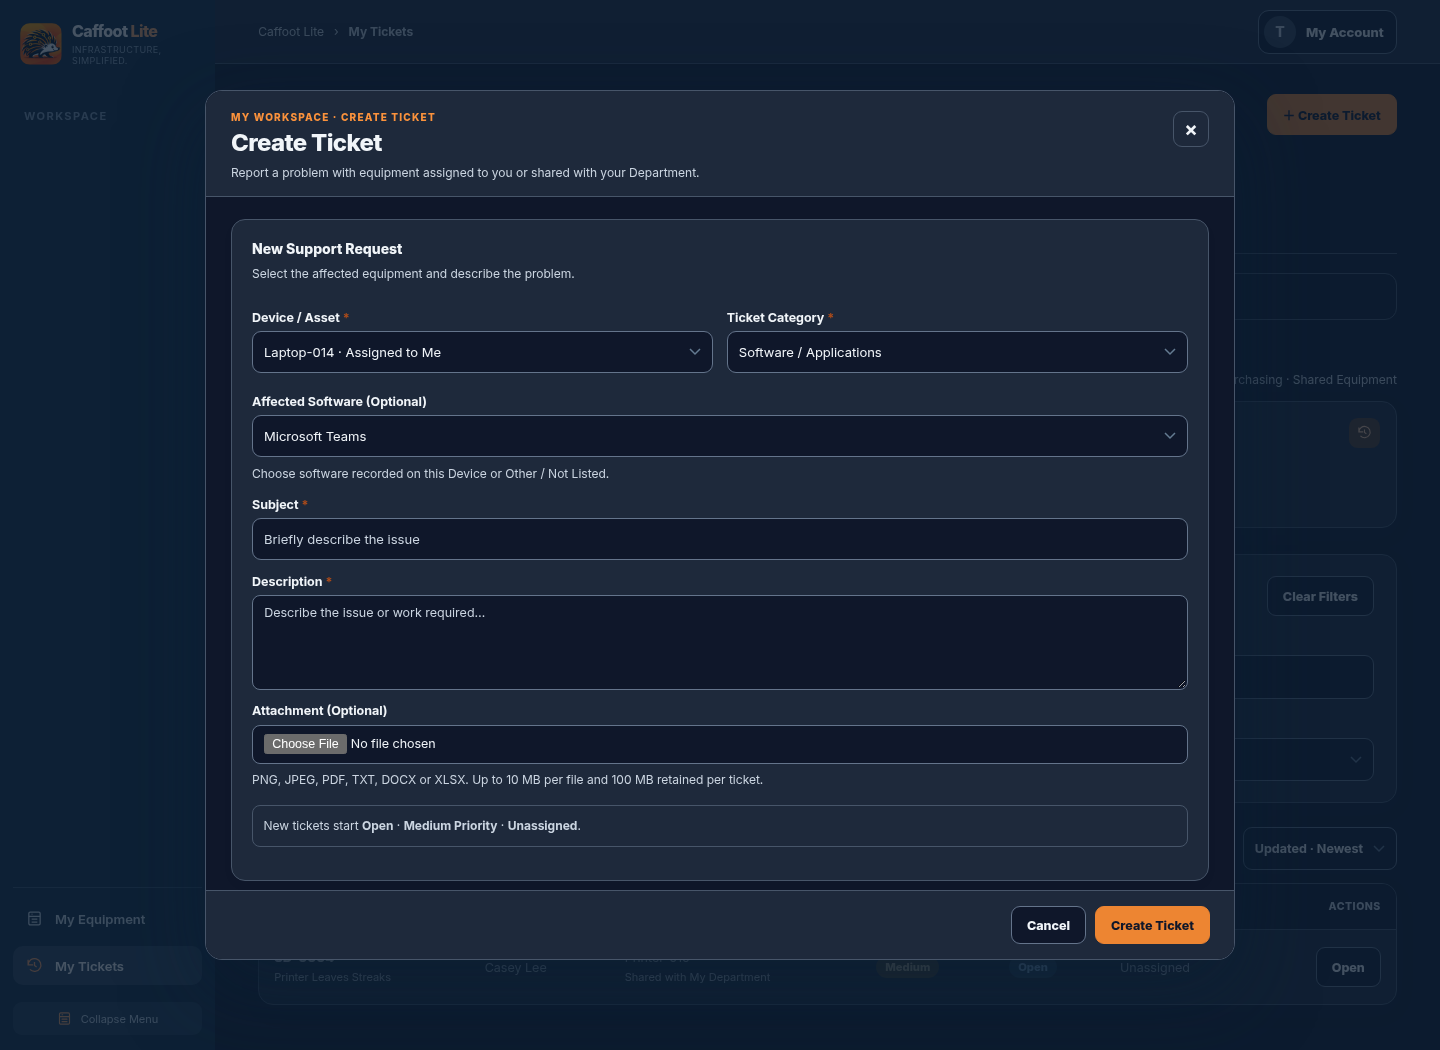 Caffoot Lite
INFRASTRUCTURE,
SIMPLIFIED.
Caffoot Lite › My Tickets
T My Account
WORKSPACE
+ Create Ticket
MY WORKSPACE · CREATE TICKET
Create Ticket
Report a problem with equipment assigned to you or shared with your Department.
×
New Support Request
Select the affected equipment and describe the problem.
Device / Asset *
Ticket Category *
Laptop-014 · Assigned to Me
Software / Applications
Affected Software (Optional)
· Shared Equipment
Microsoft Teams
Choose software recorded on this Device or Other / Not Listed.
Subject *
Briefly describe the issue
Description *
Describe the issue or work required...
Clear Filters
Attachment (Optional)
Choose File No file chosen
PNG, JPEG, PDF, TXT, DOCX or XLSX. Up to 10 MB per file and 100 MB retained per ticket.
New tickets start Open · Medium Priority · Unassigned.
Updated · Newest
ACTIONS
Cancel
Create Ticket
My Equipment
My Tickets
Collapse Menu
Printer Leaves Streaks
Casey Lee
Shared with My Department
Medium
Open
Unassigned
Open